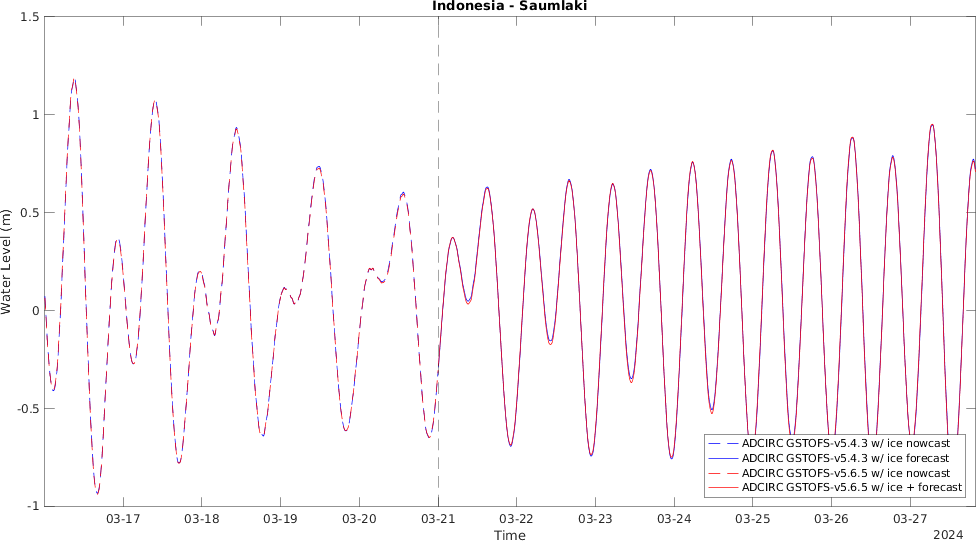 Indonesia - Saumlaki
1.5
1
0.5
0
-0.5
-1
Water Level (m)
ADCIRC GSTOFS-v5.4.3 w/ ice nowcast
ADCIRC GSTOFS-v5.4.3 w/ ice forecast
ADCIRC GSTOFS-v5.6.5 w/ ice nowcast
ADCIRC GSTOFS-v5.6.5 w/ ice + forecast
03-17 03-18 03-19 03-20 03-21 03-22 03-23 03-24 03-25 03-26 03-27
Time
2024